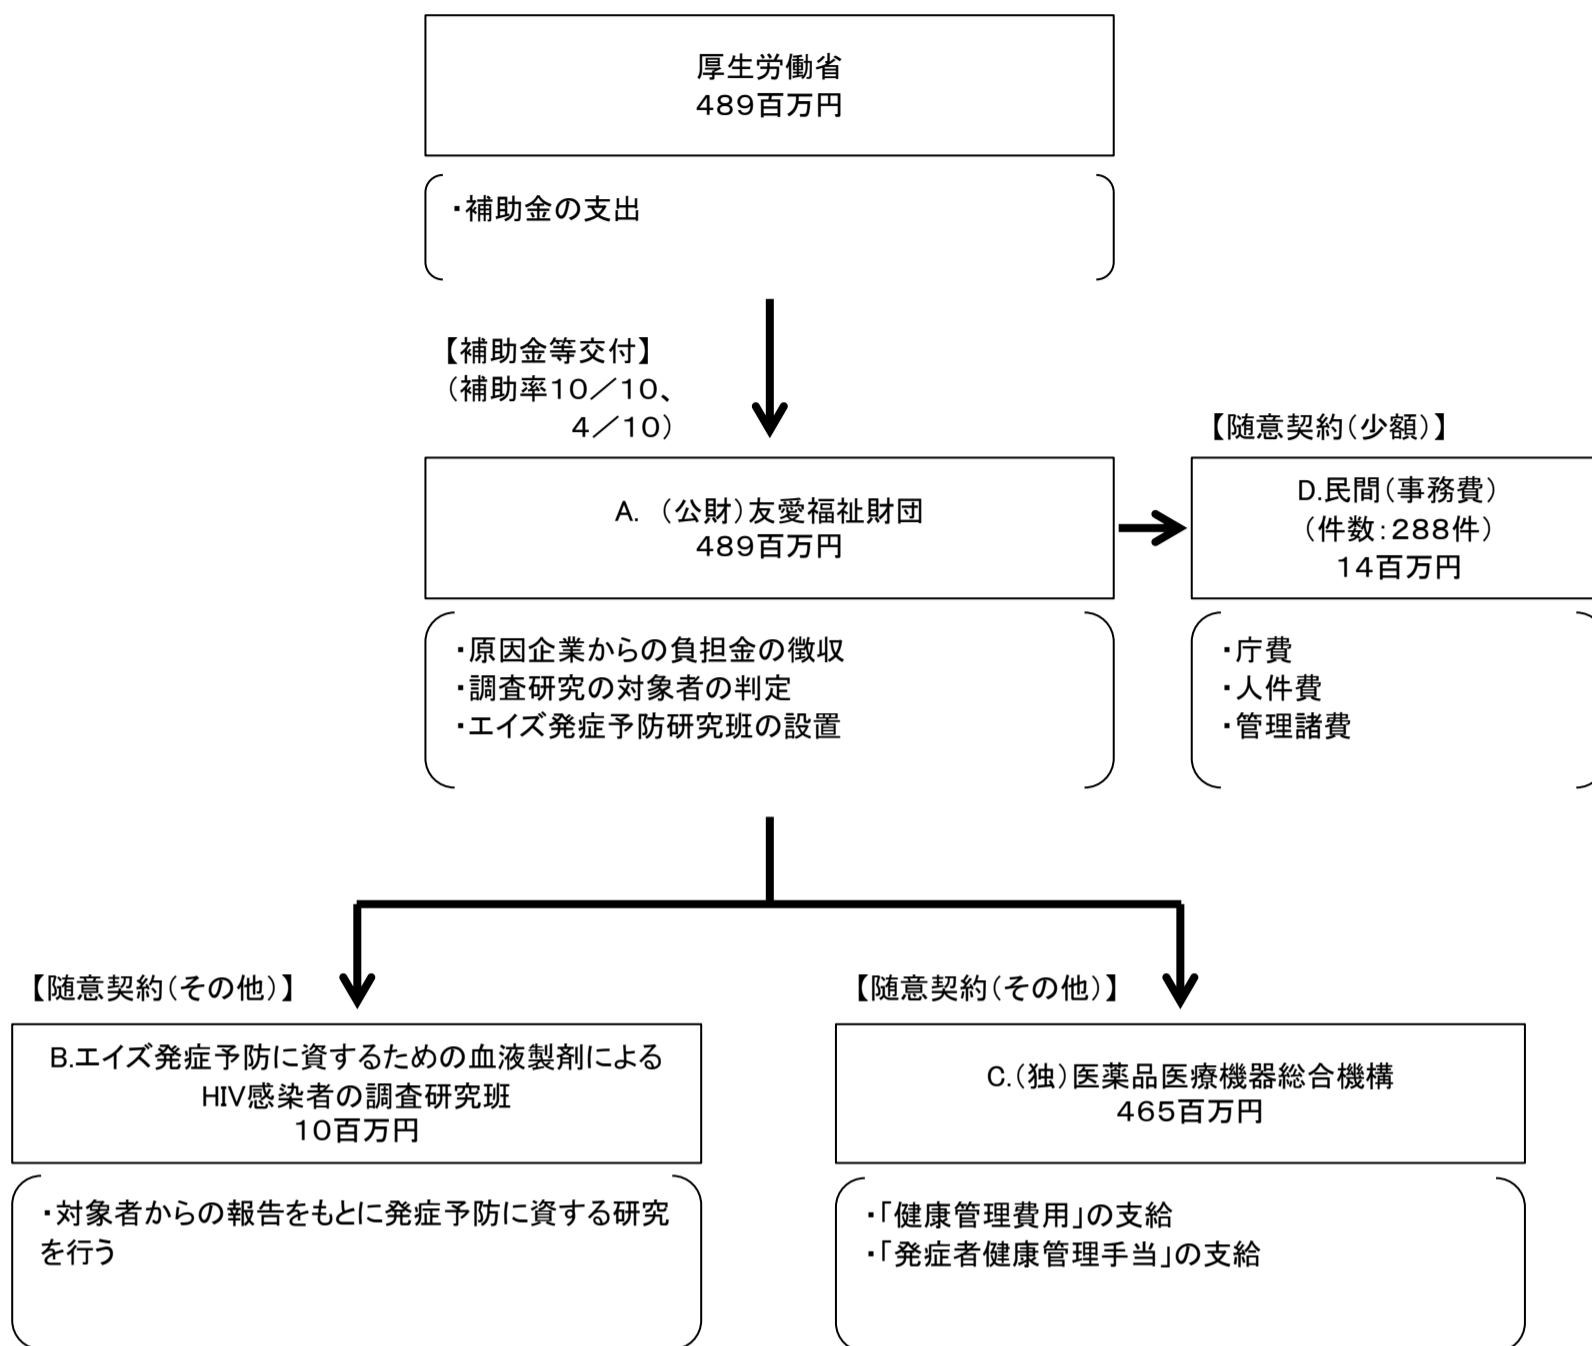 厚生労働省
489百万円
・補助金の支出
【補助金等交付】
（補助率10／10、
4／10）
【随意契約（少額）】
A. （公財）友愛福祉財団
489百万円
D.民間（事務費）
（件数：288件）
14百万円
・原因企業からの負担金の徴収
・調査研究の対象者の判定
・エイズ発症予防研究班の設置
・庁費
・人件費
・管理諸費
【随意契約（その他）】
【随意契約（その他）】
B.エイズ発症予防に資するための血液製剤による
HIV感染者の調査研究班
10百万円
C.（独）医薬品医療機器総合機構
465百万円
・対象者からの報告をもとに発症予防に資する研究
を行う
・「健康管理費用」の支給
・「発症者健康管理手当」の支給